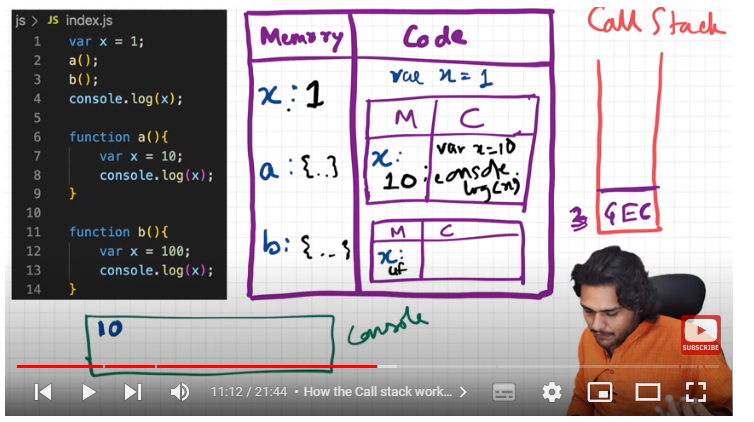 js > JS index.js
1 var x = 1;
2 a();
3 b();
4 console.log(x);
5
6 function a(){
7 var x = 10;
8 console.log(x);
9 }
10
11 function b(){
12 var x = 100;
13 console.log(x);
14 }
Memory
Code
x : 1
a : {..}
b : {...}
var x = 1
M C
x:
10:
var x=10
console.
log(x)
M C
x:
uf
Call Stack
GEC
10
Console
SUBSCRIBE
11:12 / 21:44 • How the Call stack work... >